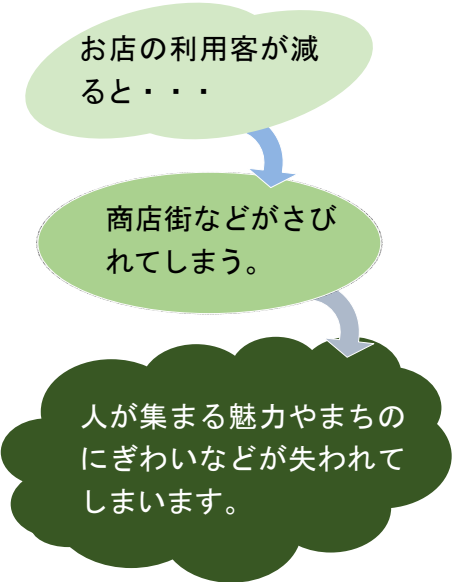 お店の利用客が減
ると・・・
商店街などがさび
れてしまう。
人が集まる魅力やまちの
にぎわいなどが失われて
しまいます。